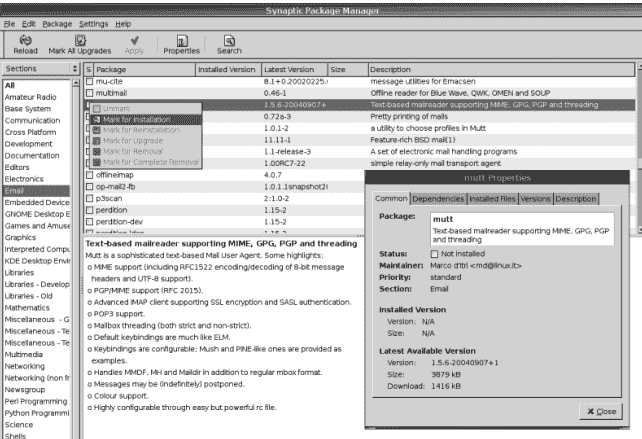 Synaptic Package Manager
File Edit Package Settings Help
Reload Mark All Upgrades Apply Properties Search
Sections
S Package Installed Version Latest Version Size Description
All
Amateur Radio
Base System
Communication
Cross Platform
Development
Documentation
Editors
Electronics
Email
Embedded Device
GNOME Desktop E
Games and Amuse
Graphics
Interpreted Compu
KDE Desktop Envir
Libraries
Libraries - Develop
Libraries - Old
Mathematics
Miscellaneous - G
Miscellaneous - Te
Miscellaneous - Te
Multimedia
Networking
Networking (non fr
Newsgroup
Perl Programming
Python Programmi
Science
Shells
mu-cite 8.1+0.20020225. message utilities for Emacsen
multimail 0.46-1 Offline reader for Blue Wave, QWK, OMEN and SOUP
1.5.6-20040907+ Text-based mailreader supporting MIME, GPG, PGP and threading
0.72a-3 Pretty printing of mails
1.0.1-2 a utility to choose profiles in Mutt
11.11-1 Feature-rich BSD mail(1)
1.1-release-3 A set of electronic mail handling programs
1.00RC7-22 simple relay-only mail transport agent
offlineimap 4.0.7
op-mail2-fb 1.0.1.1snapshot2(
p3scan 2:1.0-2
perdition 1.15-2
perdition-dev 1.15-2
Unmark
Mark for Installation
Mark for Reinstallation
Mark for Upgrade
Mark for Removal
Mark for Complete Removal
Text-based mailreader supporting MIME, GPG, PGP and threading
Mutt is a sophisticated text-based Mail User Agent. Some highlights:
o MIME support (including RFC1522 encoding/decoding of 8-bit message
headers and UTF-8 support).
o PGP/MIME support (RFC 2015).
o Advanced IMAP client supporting SSL encryption and SASL authentication.
o POP3 support.
o Mailbox threading (both strict and non-strict).
o Default keybindings are much like ELM.
o Keybindings are configurable; Mush and PINE-like ones are provided as
examples.
o Handles MMDF, MH and Maildir in addition to regular mbox format.
o Messages may be (indefinitely) postponed.
o Colour support.
o Highly configurable through easy but powerful rc file.
mutt Properties
Common Dependencies Installed Files Versions Description
Package: mutt
Text-based mailreader supporting MIME, GPG, PGP
and threading
Status: Not installed
Maintainer: Marco d'Itri <md@linux.it>
Priority: standard
Section: Email
Installed Version
Version: N/A
Size: N/A
Latest Available Version
Version: 1.5.6-20040907+1
Size: 3879 kB
Download: 1416 kB
Close